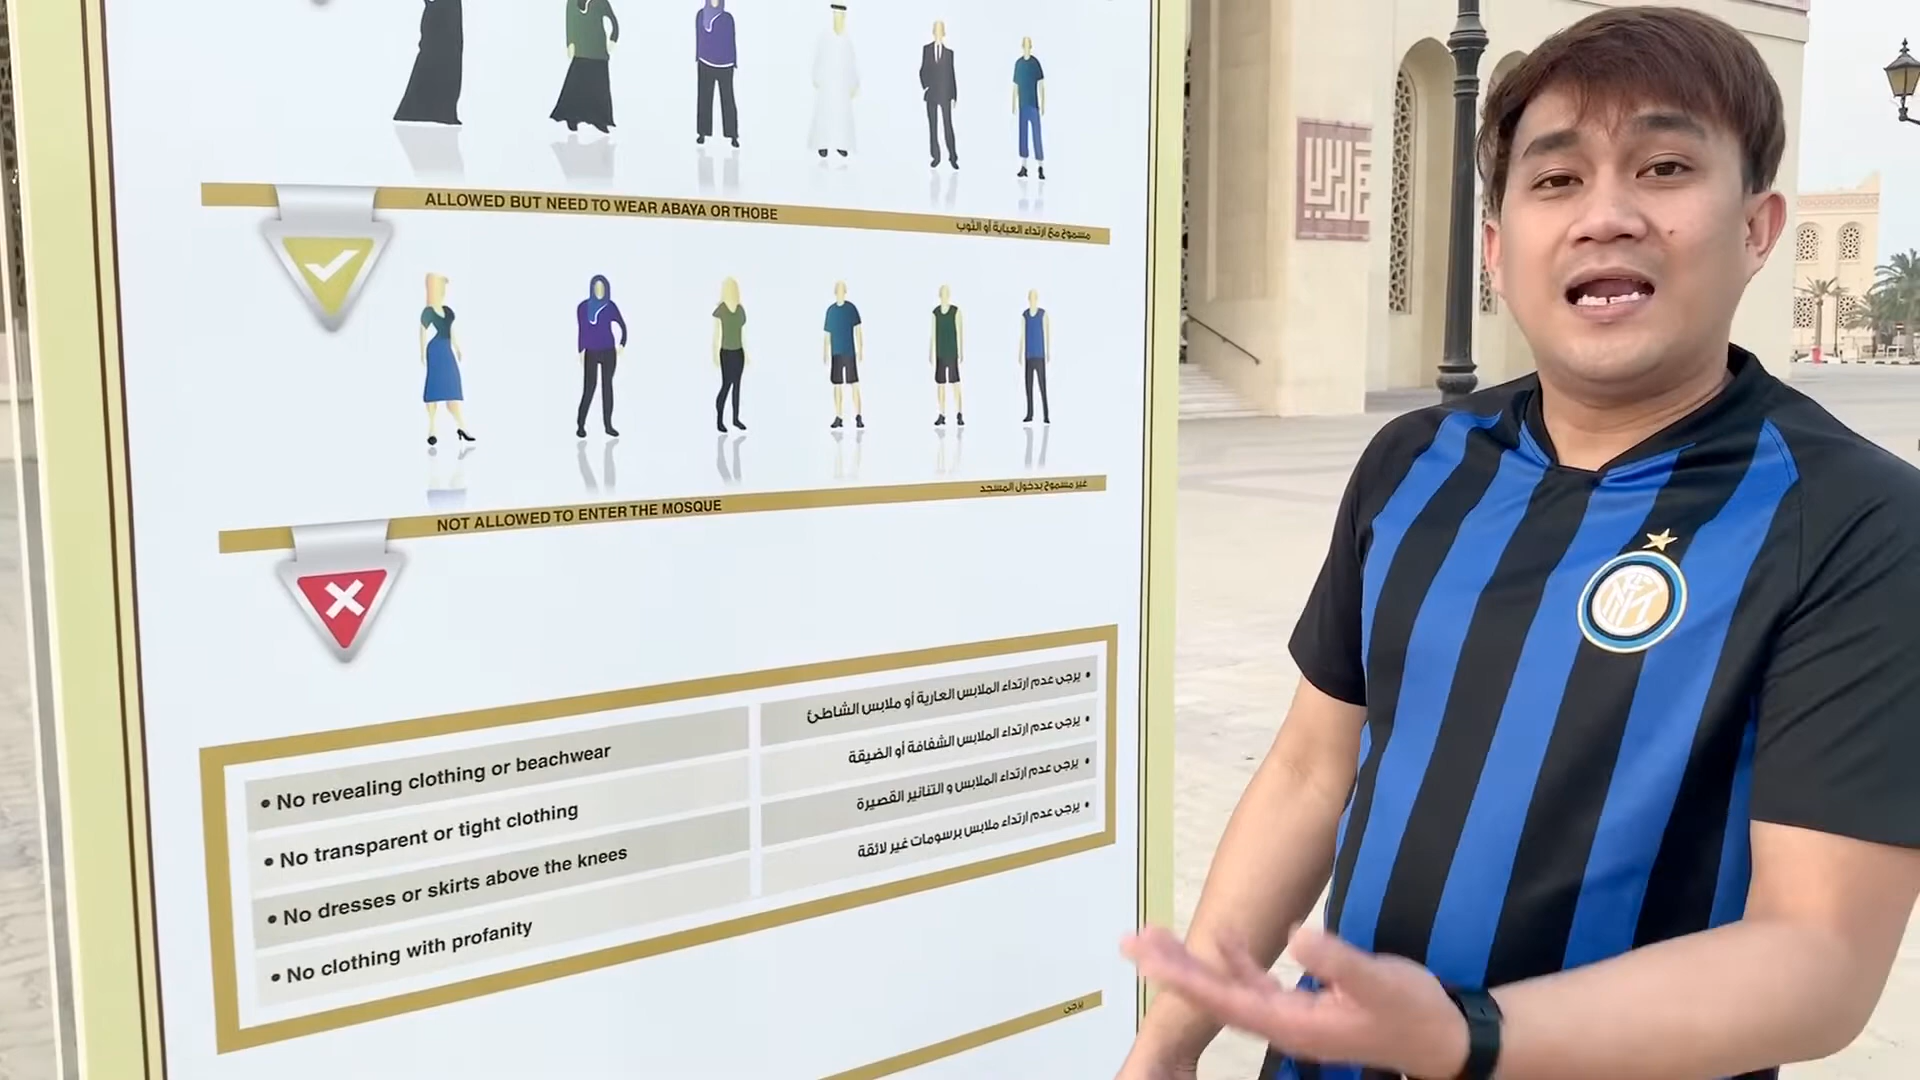 ALLOWED BUT NEED TO WEAR ABAYA OR THOBE
مسموح مع ارتداء العباية أو الثوب
NOT ALLOWED TO ENTER THE MOSQUE
غير مسموح بدخول المسجد
• No revealing clothing or beachwear
• يرجى عدم ارتداء الملابس العارية أو ملابس الشاطئ
• No transparent or tight clothing
• يرجى عدم ارتداء الملابس الشفافة أو الضيقة
• No dresses or skirts above the knees
• يرجى عدم ارتداء الملابس و التنانير القصيرة
• No clothing with profanity
• يرجى عدم ارتداء ملابس برسومات غير لائقة
يرجى